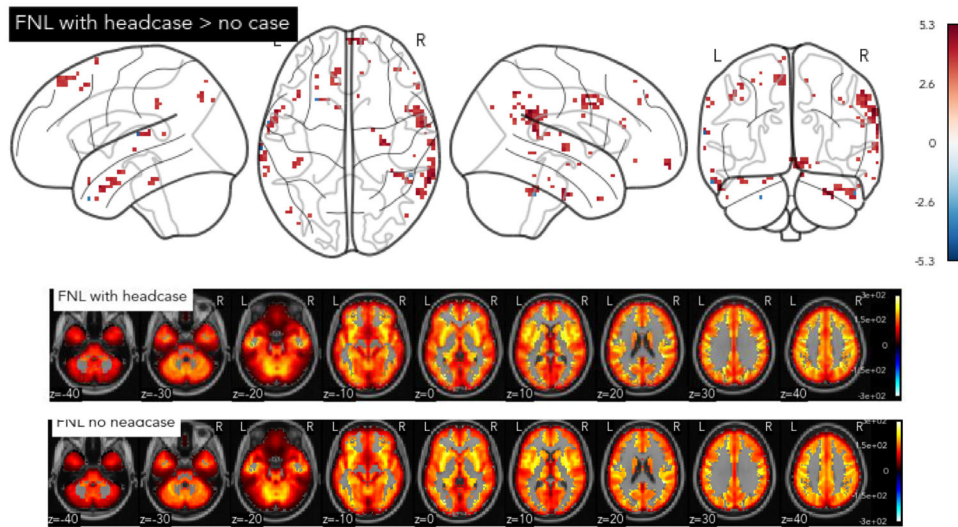 FNL with headcase > no case
L R L R
5.3
2.6
0
-2.6
-5.3
FNL with headcase
R L R L R L R L R L R L R L R L R
3e+02
1.5e+02
0
-1.5e+02
-3e+02
z=-40 z=-30 z=-20 z=-10 z=0 z=10 z=20 z=30 z=40
FNL no headcase
R L R L R L R L R L R L R L R
3e+02
1.5e+02
0
-1.5e+02
-3e+02
z=-40 z=-30 z=-20 z=-10 z=0 z=10 z=20 z=30 z=40